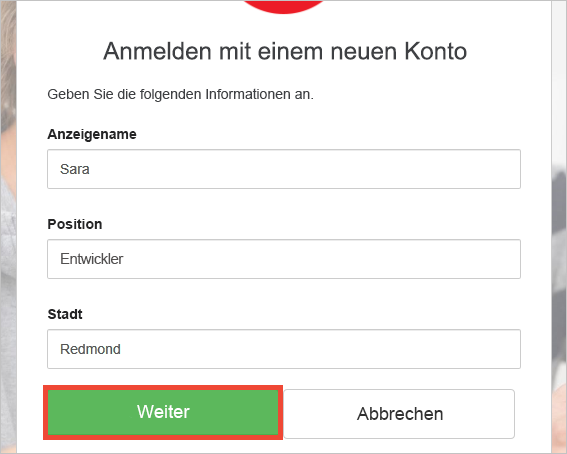 Anmelden mit einem neuen Konto
Geben Sie die folgenden Informationen an.
Anzeigename
Sara
Position
Entwickler
Stadt
Redmond
Weiter
Abbrechen